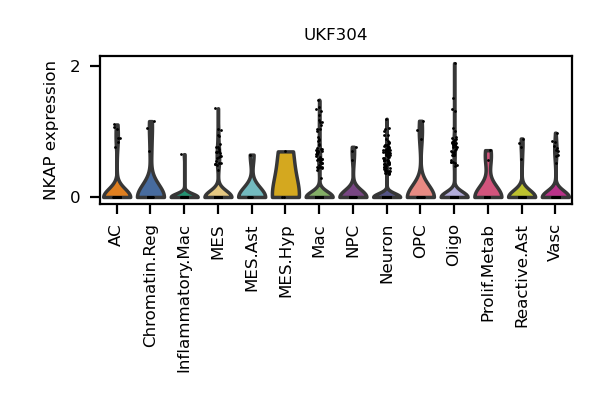 UKF304
NKAP expression
2
0
AC
Chromatin.Reg
Inflammatory.Mac
MES
MES.Ast
MES.Hyp
Mac
NPC
Neuron
OPC
Oligo
Prolif.Metab
Reactive.Ast
Vasc